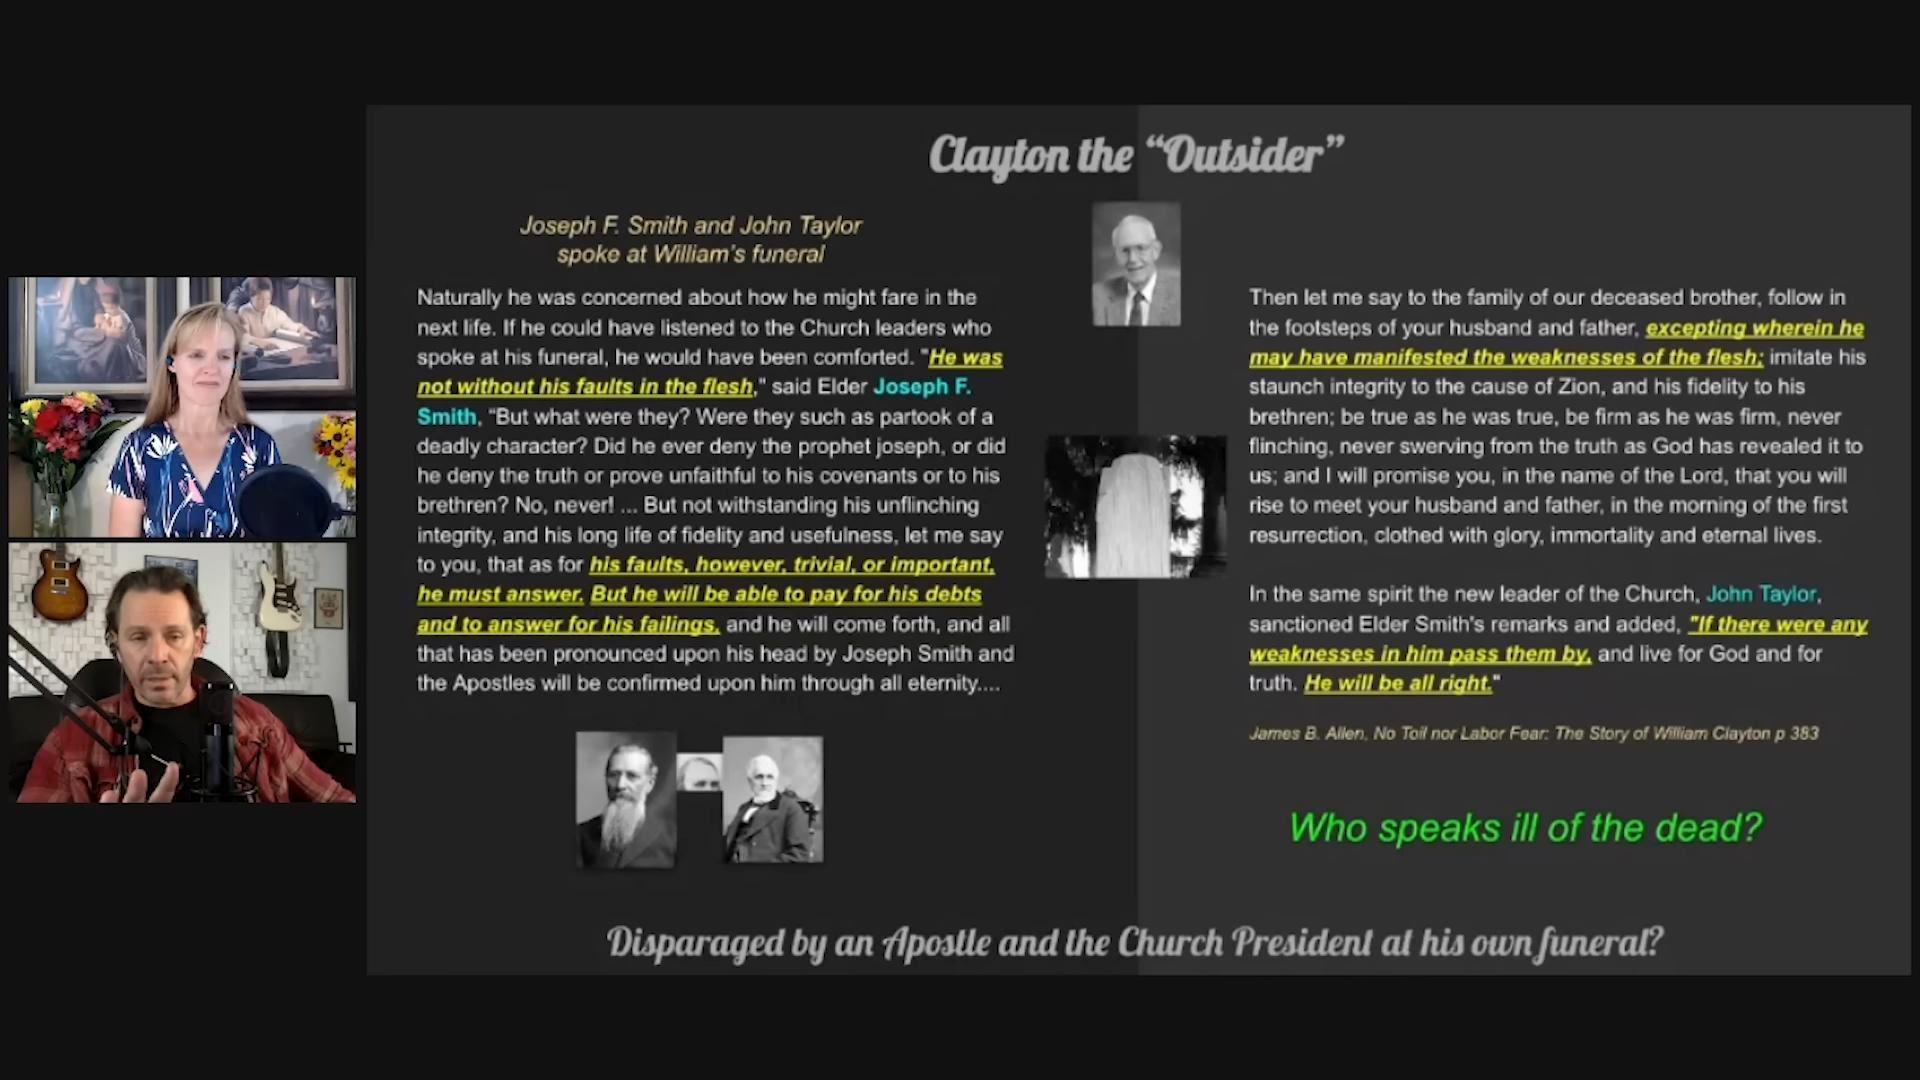 Clayton the “Outsider”
Joseph F. Smith and John Taylor
spoke at William's funeral
Naturally he was concerned about how he might fare in the
next life. If he could have listened to the Church leaders who
spoke at his funeral, he would have been comforted. "He was
not without his faults in the flesh," said Elder Joseph F.
Smith, "But what were they? Were they such as partook of a
deadly character? Did he ever deny the prophet joseph, or did
he deny the truth or prove unfaithful to his covenants or to his
brethren? No, never! ... But not withstanding his unflinching
integrity, and his long life of fidelity and usefulness, let me say
to you, that as for his faults, however, trivial, or important,
he must answer. But he will be able to pay for his debts
and to answer for his failings, and he will come forth, and all
that has been pronounced upon his head by Joseph Smith and
the Apostles will be confirmed upon him through all eternity....
Then let me say to the family of our deceased brother, follow in
the footsteps of your husband and father, excepting wherein he
may have manifested the weaknesses of the flesh; imitate his
staunch integrity to the cause of Zion, and his fidelity to his
brethren; be true as he was true, be firm as he was firm, never
flinching, never swerving from the truth as God has revealed it to
us; and I will promise you, in the name of the Lord, that you will
rise to meet your husband and father, in the morning of the first
resurrection, clothed with glory, immortality and eternal lives.
In the same spirit the new leader of the Church, John Taylor,
sanctioned Elder Smith's remarks and added, "If there were any
weaknesses in him pass them by, and live for God and for
truth. He will be all right."
James B. Allen, No Toil nor Labor Fear: The Story of William Clayton p 383
Who speaks ill of the dead?
Disparaged by an Apostle and the Church President at his own funeral?